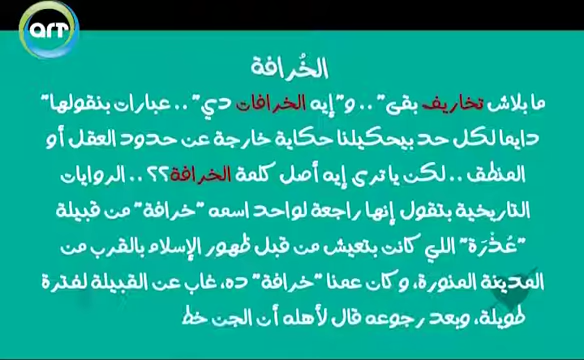 art
الخُرافة
"ما بلاش تخاريف بقى" .. و"إيه الخرافات دي" .. عبارات بنقولها
دايما لكل حد بيحكيلنا حكاية خارجة عن حدود العقل أو
المنطق .. لكن يا ترى إيه أصل كلمة الخرافة؟؟ .. الروايات
التاريخية بتقول إنها راجعة لواحد اسمه "خرافة" من قبيلة
"عُذْرَة" اللي كانت بتعيش من قبل ظهور الإسلام بالقرب من
المدينة المنورة، وكان عمنا "خرافة" ده، غاب عن القبيلة لفترة
طويلة، وبعد رجوعه قال لأهله أن الجن خط